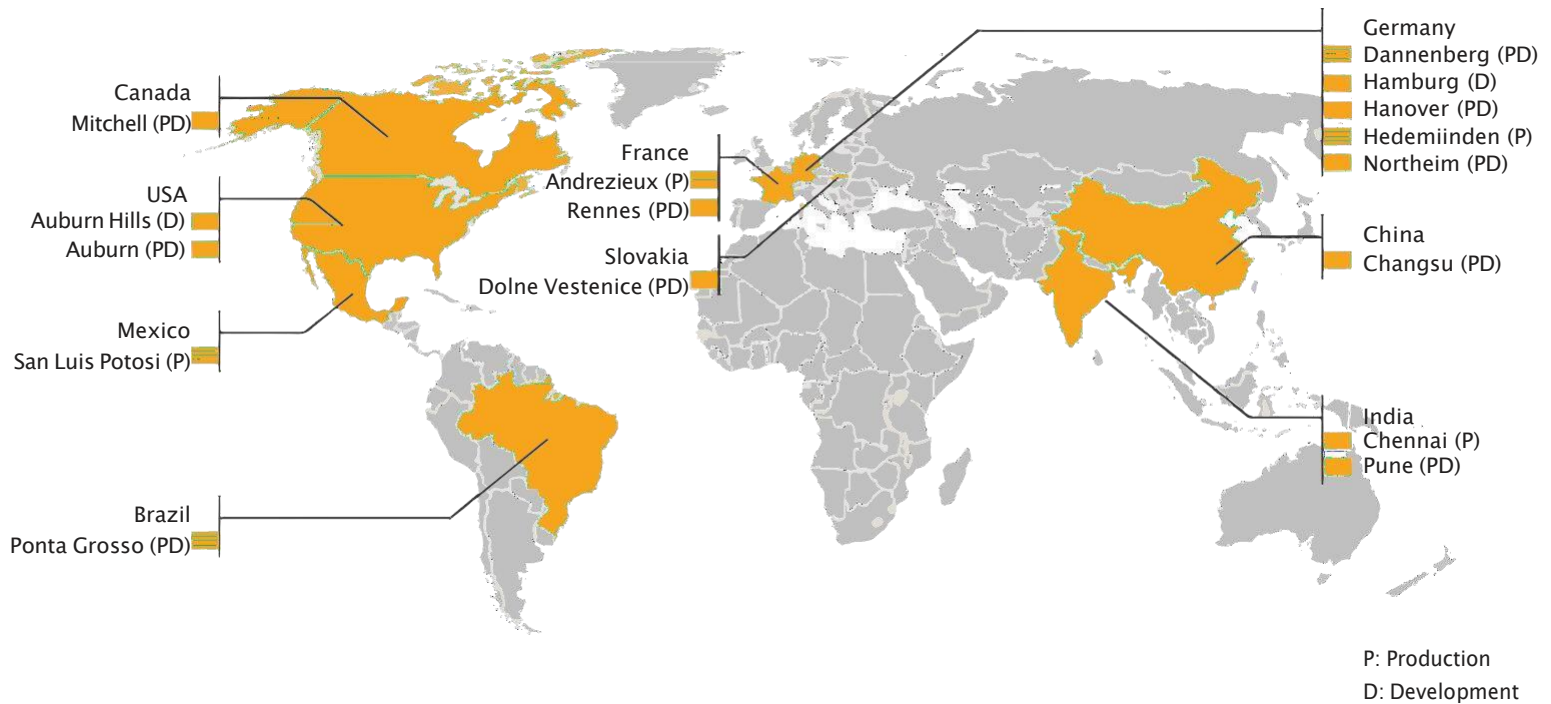 Canada
Mitchell (PD)
USA
Auburn Hills (D)
Auburn (PD)
Mexico
San Luis Potosi (P)
Brazil
Ponta Grosso (PD)
France
Andrezieux (P)
Rennes (PD)
Slovakia
Dolne Vestenice (PD)
Germany
Dannenberg (PD)
Hamburg (D)
Hanover (PD)
Hedemiinden (P)
Northeim (PD)
China
Changsu (PD)
India
Chennai (P)
Pune (PD)
P: Production
D: Development